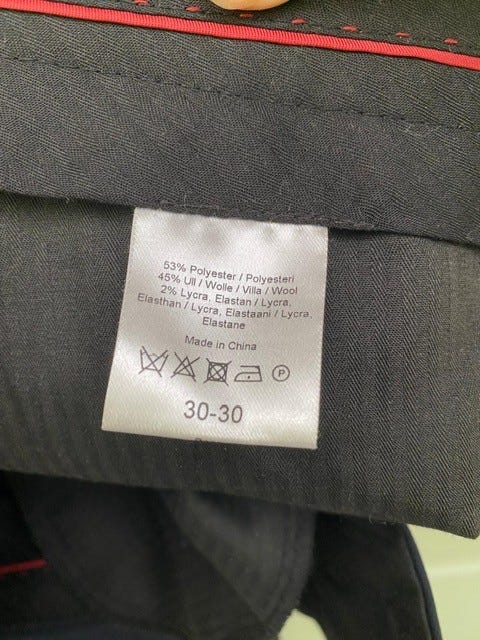 53% Polyester / Polyesteri
45% Ull / Wolle / Villa / Wool
2% Lycra, Elastan / Lycra,
Elasthan / Lycra, Elastaani / Lycra,
Elastane
Made in China
P
30-30